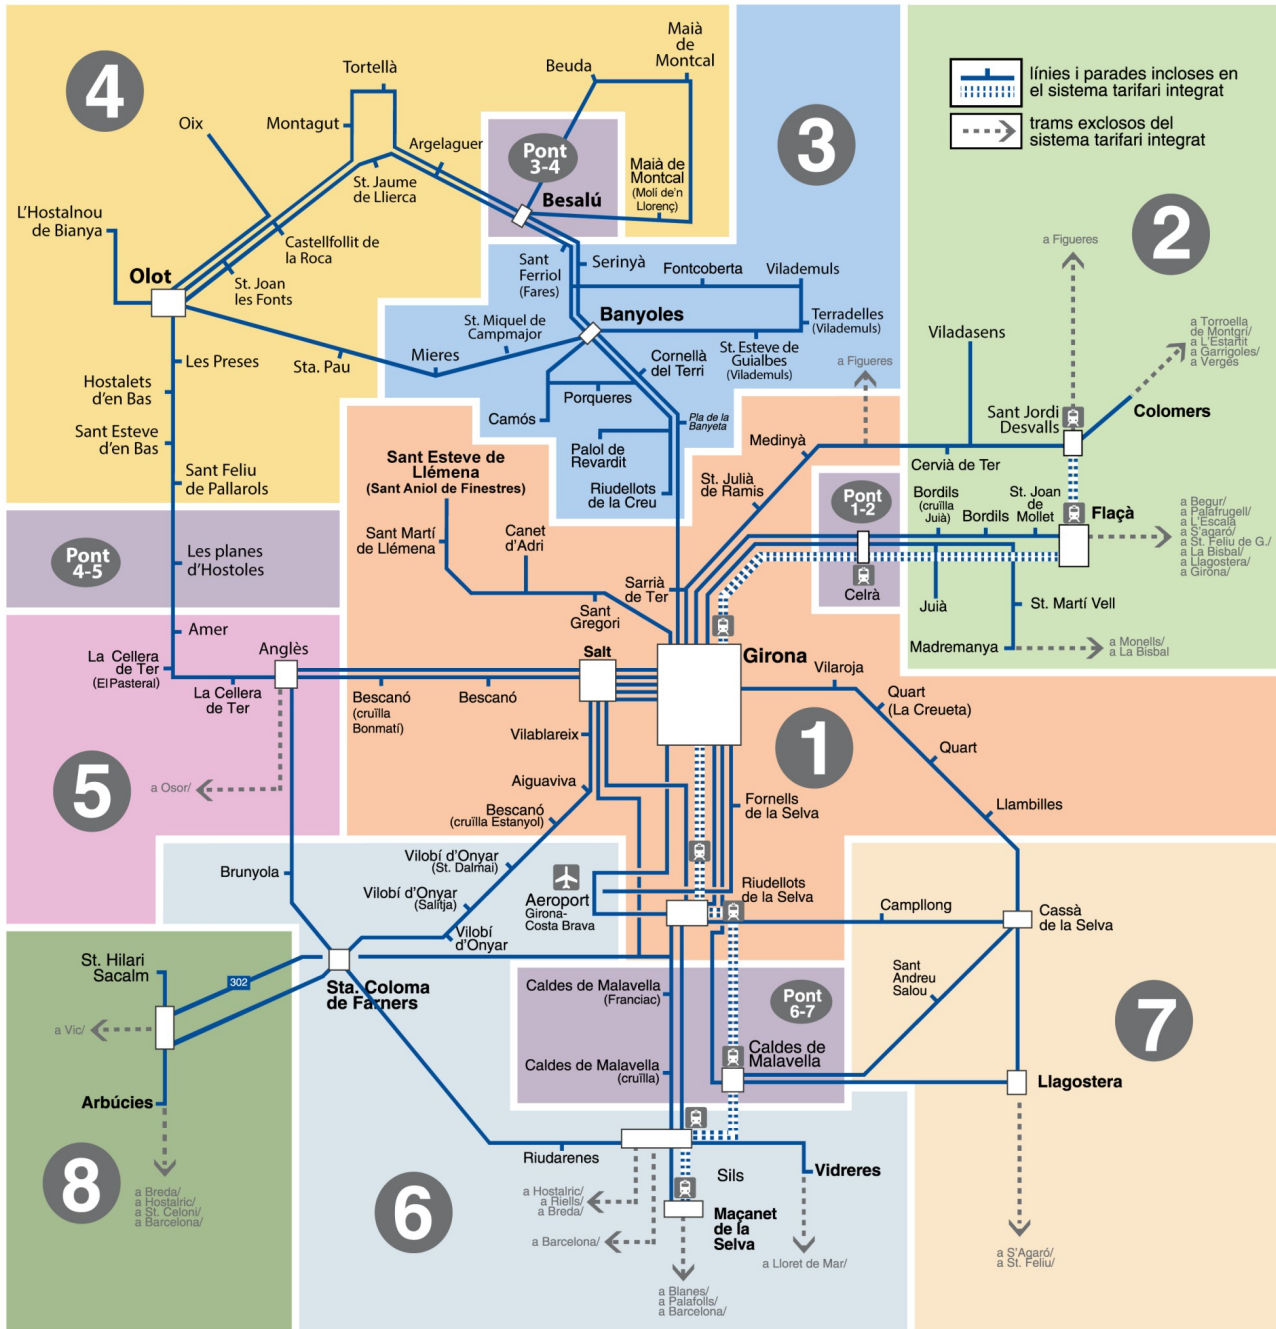 4
Tortellà
Oix
Montagut
Argelaguer
St. Jaume
de Llierca
L'Hostalnou
de Bianya
Castellfollit de
la Roca
Olot
St. Joan
les Fonts
Les Preses
Sta. Pau
Hostalets
d'en Bas
Sant Esteve
d'en Bas
Sant Feliu
de Pallarols
Maià
de
Montcal
Beuda
Pont
3-4
Besalú
Maià de
Montcal
(Molí de'n
Llorenç)
3
Sant
Ferriol
(Fares)
Serinyà
Fontcoberta
Vilademuls
Banyoles
Terradelles
(Vilademuls)
St. Miquel de
Campmajor
Mieres
St. Esteve de
Guialbes
(Vilademuls)
Cornellà
del Terri
Porqueres
Camós
Pla de la
Banyeta
Palol de
Revardit
Riudellots
de la Creu
línies i parades incloses en
el sistema tarifari integrat
trams exclosos del
sistema tarifari integrat
2
a Figueres
Viladasens
a Torroella
de Montgrí/
a L'Estartit
a Garrigoles/
a Verges
Sant Jordi
Desvalls
Colomers
a Figueres
Medinyà
Cervià de Ter
St. Julià
de Ramis
Pont
1-2
Celrà
Bordils
(cruïlla
Juià)
Bordils
St. Joan
de
Mollet
Flaçà
a Begur/
a Palafrugell/
a L'Escala
a S'agaró/
a St. Feliu de G./
a La Bisbal/
a Llagostera/
a Girona/
Juià
St. Martí Vell
Madremanya
a Monells/
a La Bisbal
Sant Esteve de
Llémena
(Sant Aniol de Finestres)
Sant Martí
de Llémena
Canet
d'Adri
Sant
Gregori
Sarrià
de Ter
Pont
4-5
Les planes
d'Hostoles
Amer
La Cellera
de Ter
(El Pasteral)
La Cellera
de Ter
Anglès
5
a Osor/
Bescanó
(cruïlla
Bonmatí)
Bescanó
Salt
Girona
Vilaroja
Quart
(La Creueta)
Quart
Llambilles
1
Vilablareix
Aiguaviva
Bescanó
(cruïlla Estanyol)
Fornells
de la Selva
Brunyola
Vilobí d'Onyar
(St. Dalmai)
Vilobí d'Onyar
(Salitja)
Vilobí
d'Onyar
Aeroport
Girona-
Costa Brava
Riudellots
de la Selva
Campllong
Cassà
de la Selva
Sant
Andreu
Salou
7
Llagostera
a S'Agaró/
a St. Feliu/
St. Hilari
Sacalm
302
a Vic/
Arbúcies
8
a Breda/
a Hostalric/
a St. Celoni/
a Barcelona/
Sta. Coloma
de Farners
Caldes de Malavella
(Franciac)
Pont
6-7
Caldes de Malavella
(cruïlla)
Caldes de
Malavella
Riudarenes
6
Sils
Vidreres
a Hostalric/
a Riells/
a Breda/
a Barcelona/
Maçanet
de la
Selva
a Lloret de Mar/
a Blanes/
a Palafolls/
a Barcelona/